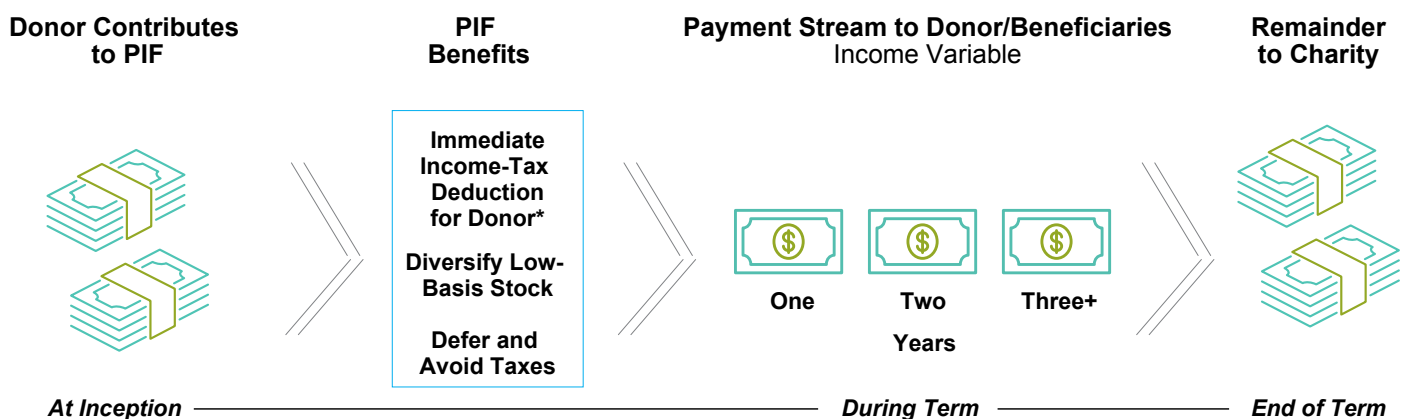 Donor Contributes
to PIF
PIF
Benefits
Payment Stream to Donor/Beneficiaries
Income Variable
Remainder
to Charity
Immediate
Income-Tax
Deduction
for Donor*
Diversify Low-
Basis Stock
Defer and
Avoid Taxes
$
$
$
One
Two
Three+
Years
At Inception
During Term
End of Term